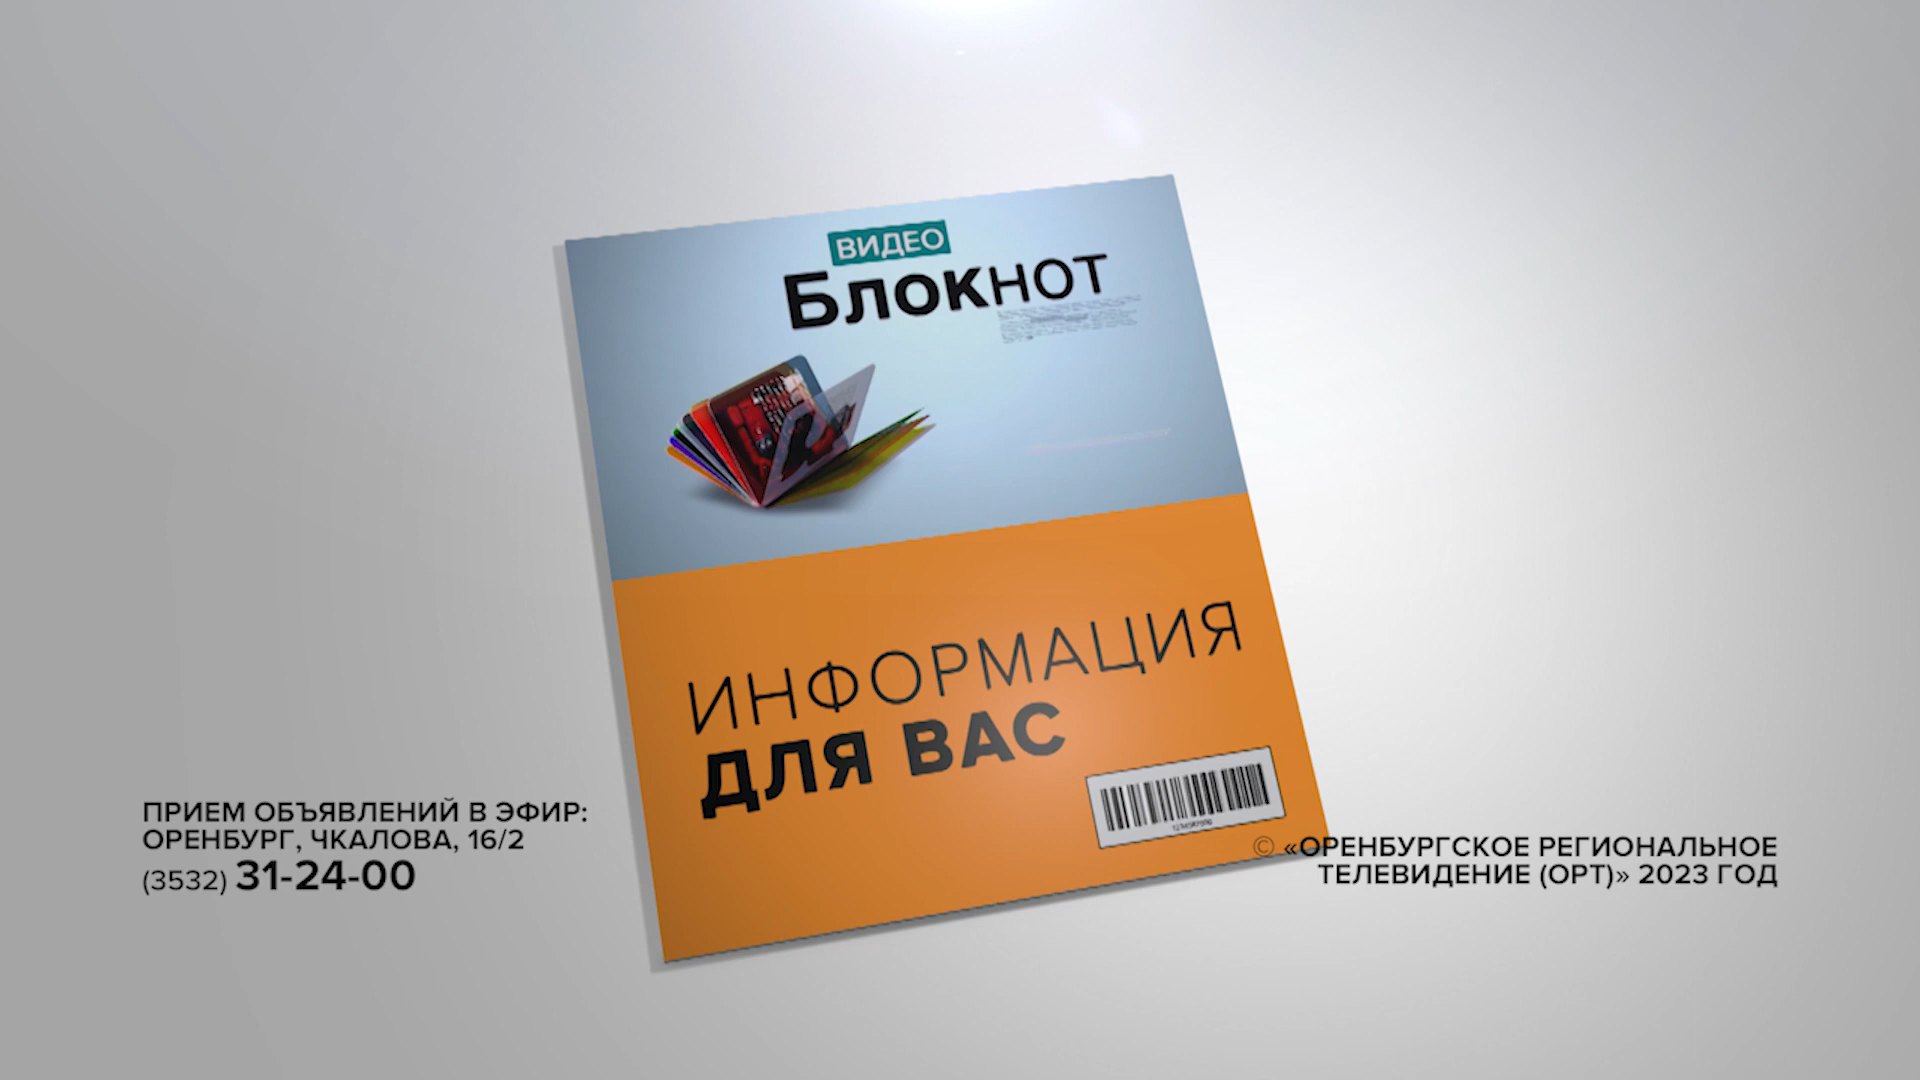 ВИДЕО
Блокнот
ИНФОРМАЦИЯ
ДЛЯ ВАС
ПРИЕМ ОБЪЯВЛЕНИЙ В ЭФИР:
ОРЕНБУРГ, ЧКАЛОВА, 16/2
(3532) 31-24-00
© «ОРЕНБУРГСКОЕ РЕГИОНАЛЬНОЕ
ТЕЛЕВИДЕНИЕ (ОРТ)» 2023 ГОД